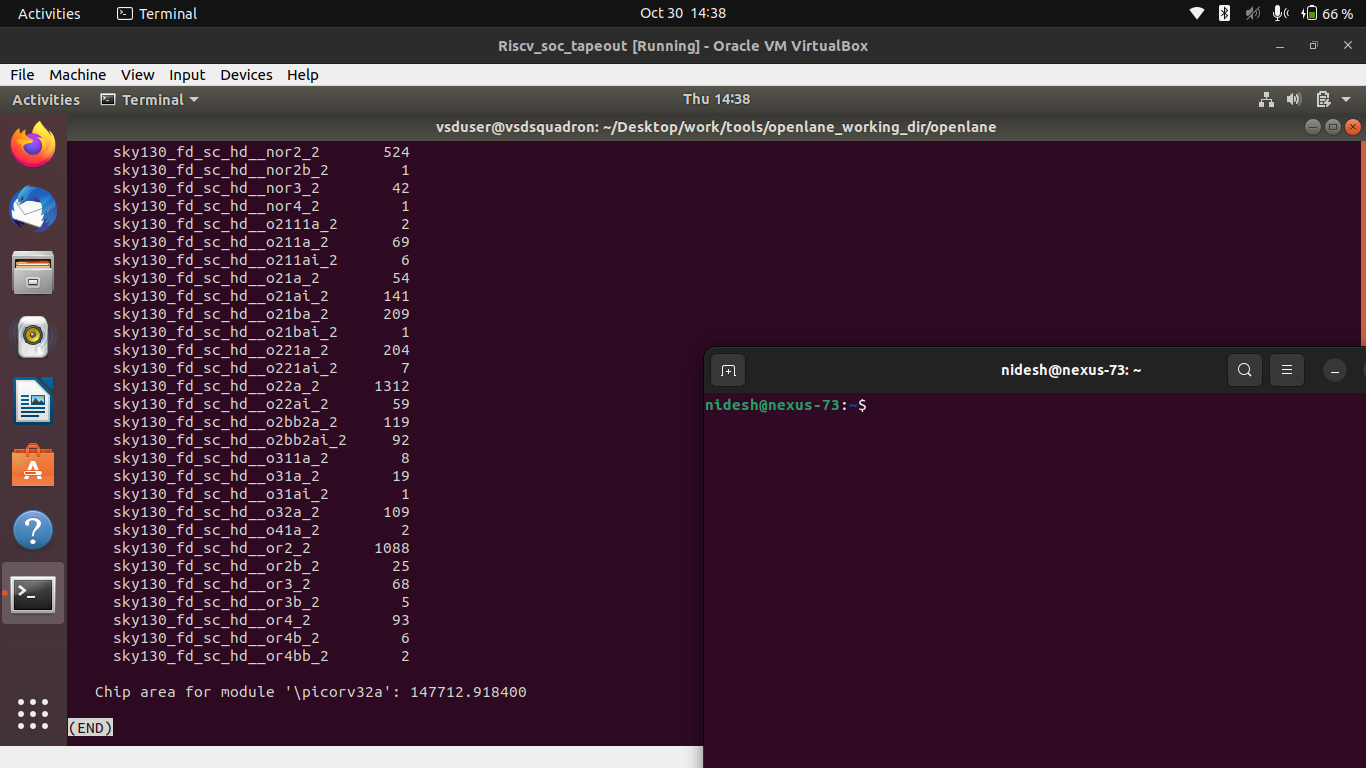 Activities Terminal Oct 30 14:38 66 %
Riscv_soc_tapeout [Running] - Oracle VM VirtualBox
File Machine View Input Devices Help
Activities Terminal Thu 14:38
vsduser@vsdsquadron: ~/Desktop/work/tools/openlane_working_dir/openlane
sky130_fd_sc_hd__nor2_2 524
sky130_fd_sc_hd__nor2b_2 1
sky130_fd_sc_hd__nor3_2 42
sky130_fd_sc_hd__nor4_2 1
sky130_fd_sc_hd__o2111a_2 2
sky130_fd_sc_hd__o211a_2 69
sky130_fd_sc_hd__o211ai_2 6
sky130_fd_sc_hd__o21a_2 54
sky130_fd_sc_hd__o21ai_2 141
sky130_fd_sc_hd__o21ba_2 209
sky130_fd_sc_hd__o21bai_2 1
sky130_fd_sc_hd__o221a_2 204
sky130_fd_sc_hd__o221ai_2 7
sky130_fd_sc_hd__o22a_2 1312
sky130_fd_sc_hd__o22ai_2 59
sky130_fd_sc_hd__o2bb2a_2 119
sky130_fd_sc_hd__o2bb2ai_2 92
sky130_fd_sc_hd__o311a_2 8
sky130_fd_sc_hd__o31a_2 19
sky130_fd_sc_hd__o31ai_2 1
sky130_fd_sc_hd__o32a_2 109
sky130_fd_sc_hd__o41a_2 2
sky130_fd_sc_hd__or2_2 1088
sky130_fd_sc_hd__or2b_2 25
sky130_fd_sc_hd__or3_2 68
sky130_fd_sc_hd__or3b_2 5
sky130_fd_sc_hd__or4_2 93
sky130_fd_sc_hd__or4b_2 6
sky130_fd_sc_hd__or4bb_2 2
Chip area for module '\picorv32a': 147712.918400
(END)
nidesh@nexus-73: ~
nidesh@nexus-73:~$